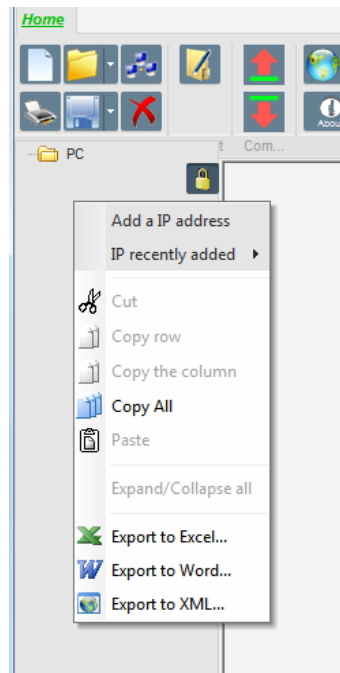 Home
t
Com...
Abou
PC
Add a IP address
IP recently added
Cut
Copy row
Copy the column
Copy All
Paste
Expand/Collapse all
Export to Excel...
Export to Word...
Export to XML...